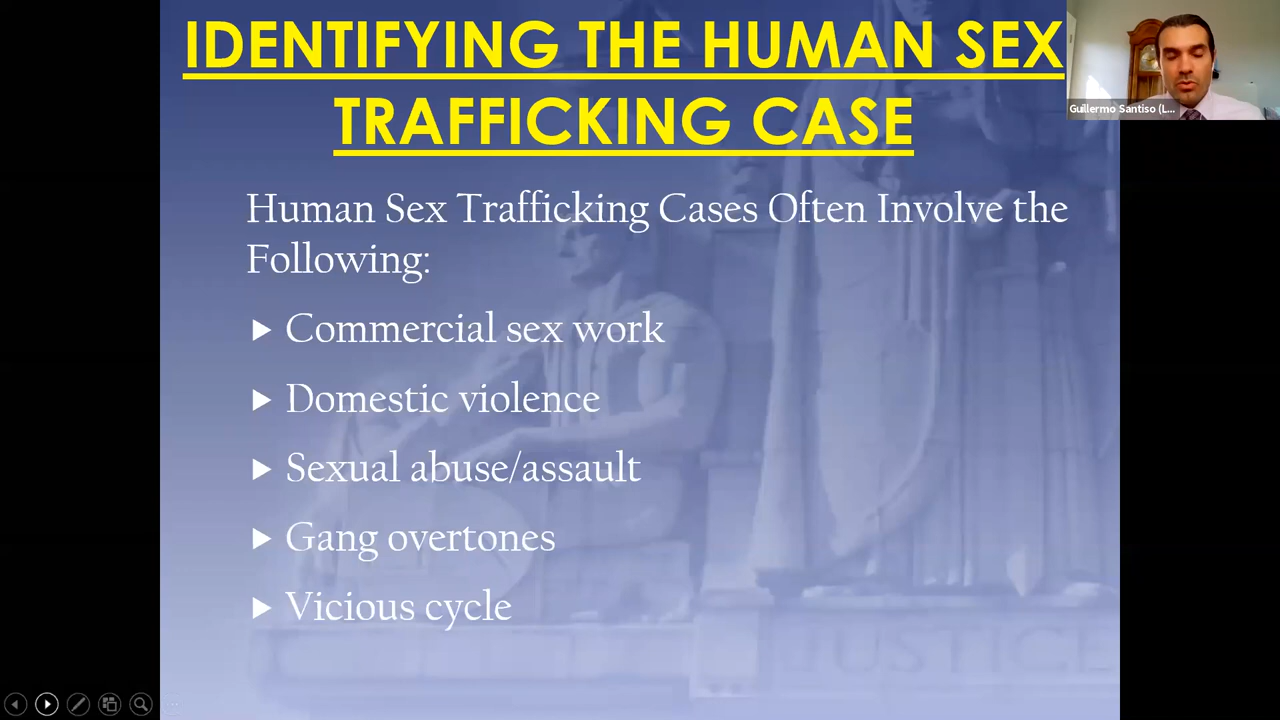 IDENTIFYING THE HUMAN SEX
TRAFFICKING CASE
Guillermo Santiso (L...
Human Sex Trafficking Cases Often Involve the
Following:
Commercial sex work
Domestic violence
Sexual abuse/assault
Gang overtones
Vicious cycle
JUSTICE